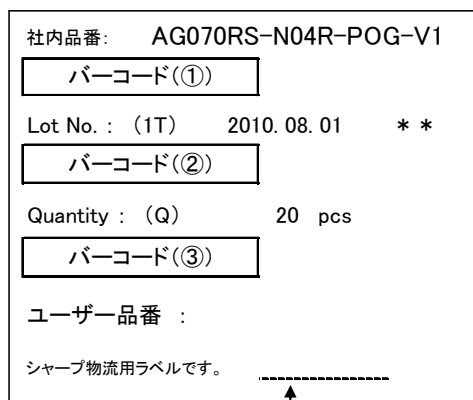 社内品番: AG070RS-N04R-POG-V1
バーコード(①)
Lot No. : (1T) 2010. 08. 01 * *
バーコード(②)
Quantity : (Q) 20 pcs
バーコード(③)
ユーザー品番 :
シャープ物流用ラベルです。